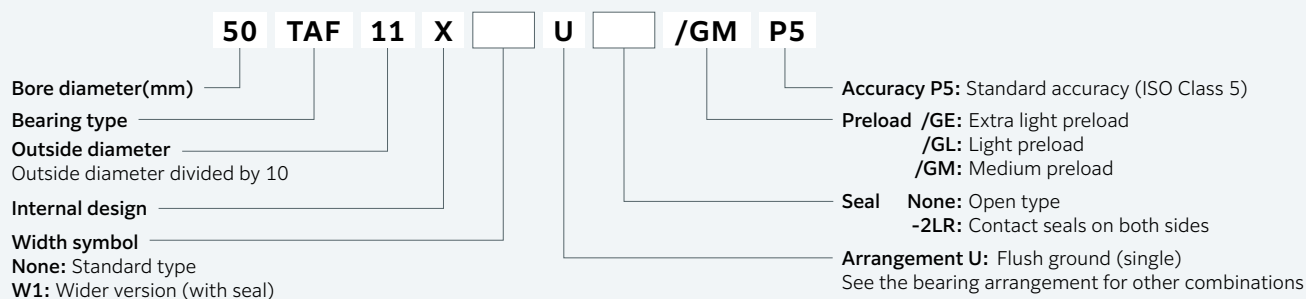 50 TAF 11 X U /GM P5
Bore diameter(mm)
Bearing type
Outside diameter
Outside diameter divided by 10
Internal design
Width symbol
None: Standard type
W1: Wider version (with seal)
Accuracy P5: Standard accuracy (ISO Class 5)
Preload /GE: Extra light preload
/GL: Light preload
/GM: Medium preload
Seal None: Open type
-2LR: Contact seals on both sides
Arrangement U: Flush ground (single)
See the bearing arrangement for other combinations